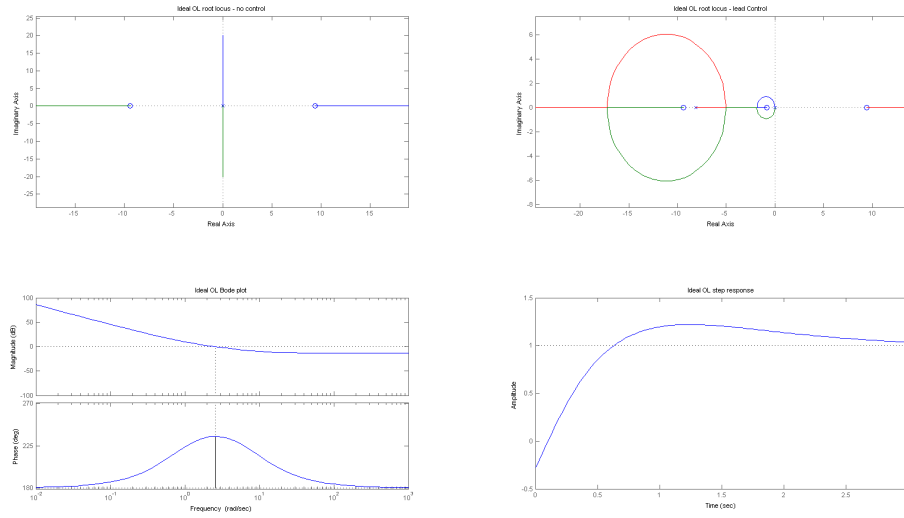 Ideal OL root locus - no control
25
20
15
10
5
0
-5
-10
-15
-20
-25
Imaginary Axis
-15 -10 -5 0 5 10 15
Real Axis
Ideal OL root locus - lead Control
6
4
2
0
-2
-4
-6
-8
Imaginary Axis
-20 -15 -10 -5 0 5 10
Real Axis
Ideal OL Bode plot
100
50
0
-50
-100
Magnitude (dB)
270
225
180
Phase (deg)
10^-2 10^-1 10^0 10^1 10^2 10^3
Frequency (rad/sec)
Ideal OL step response
1.5
1
0.5
0
-0.5
Amplitude
0 0.5 1 1.5 2 2.5
Time (sec)